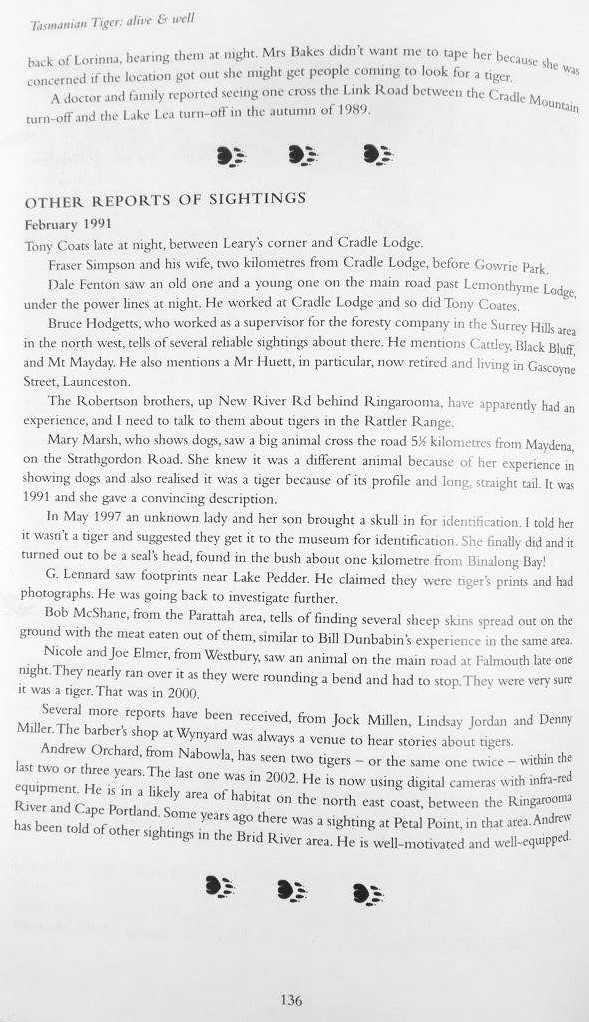 Tasmanian Tiger: alive & well
back of Lorinna, hearing them at night. Mrs Bakes didn't want me to tape her because she was
concerned if the location got out she might get people coming to look for a tiger.
A doctor and family reported seeing one cross the Link Road between the Cradle Mountain
turn-off and the Lake Lea turn-off in the autumn of 1989.
OTHER REPORTS OF SIGHTINGS
February 1991
Tony Coats late at night, between Leary's corner and Cradle Lodge.
Fraser Simpson and his wife, two kilometres from Cradle Lodge, before Gowrie Park.
Dale Fenton saw an old one and a young one on the main road past Lemonthyme Lodge,
under the power lines at night. He worked at Cradle Lodge and so did Tony Coates.
Bruce Hodgetts, who worked as a supervisor for the foresty company in the Surrey Hills area
in the north west, tells of several reliable sightings about there. He mentions Cattley, Black Bluff,
and Mt Mayday. He also mentions a Mr Huett, in particular, now retired and living in Gascoyne
Street, Launceston.
The Robertson brothers, up New River Rd behind Ringarooma, have apparently had an
experience, and I need to talk to them about tigers in the Rattler Range.
Mary Marsh, who shows dogs, saw a big animal cross the road 5½ kilometres from Maydena,
on the Strathgordon Road. She knew it was a different animal because of her experience in
showing dogs and also realised it was a tiger because of its profile and long, straight tail. It was
1991 and she gave a convincing description.
In May 1997 an unknown lady and her son brought a skull in for identification. I told her
it wasn't a tiger and suggested they get it to the museum for identification. She finally did and it
turned out to be a seal's head, found in the bush about one kilometre from Binalong Bay!
G. Lennard saw footprints near Lake Pedder. He claimed they were tiger's prints and had
photographs. He was going back to investigate further.
Bob McShane, from the Parattah area, tells of finding several sheep skins spread out on the
ground with the meat eaten out of them, similar to Bill Dunbabin's experience in the same area.
Nicole and Joe Elmer, from Westbury, saw an animal on the main road at Falmouth late one
night. They nearly ran over it as they were rounding a bend and had to stop. They were very sure
it was a tiger. That was in 2000.
Several more reports have been received, from Jock Millen, Lindsay Jordan and Denny
Miller. The barber's shop at Wynyard was always a venue to hear stories about tigers.
Andrew Orchard, from Nabowla, has seen two tigers – or the same one twice – within the
last two or three years. The last one was in 2002. He is now using digital cameras with infra-red
equipment. He is in a likely area of habitat on the north east coast, between the Ringarooma
River and Cape Portland. Some years ago there was a sighting at Petal Point, in that area. Andrew
has been told of other sightings in the Brid River area. He is well-motivated and well-equipped.
136